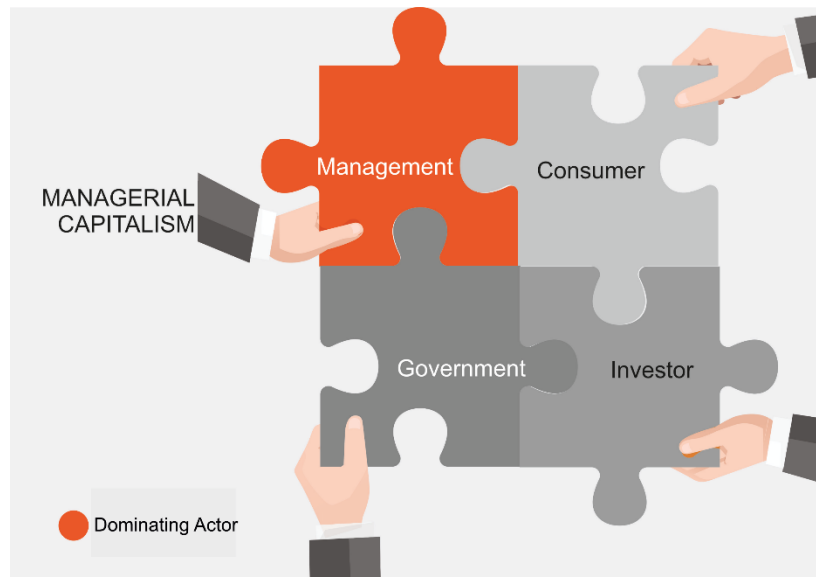 Management
Consumer
MANAGERIAL
CAPITALISM
Government
Investor
Dominating Actor